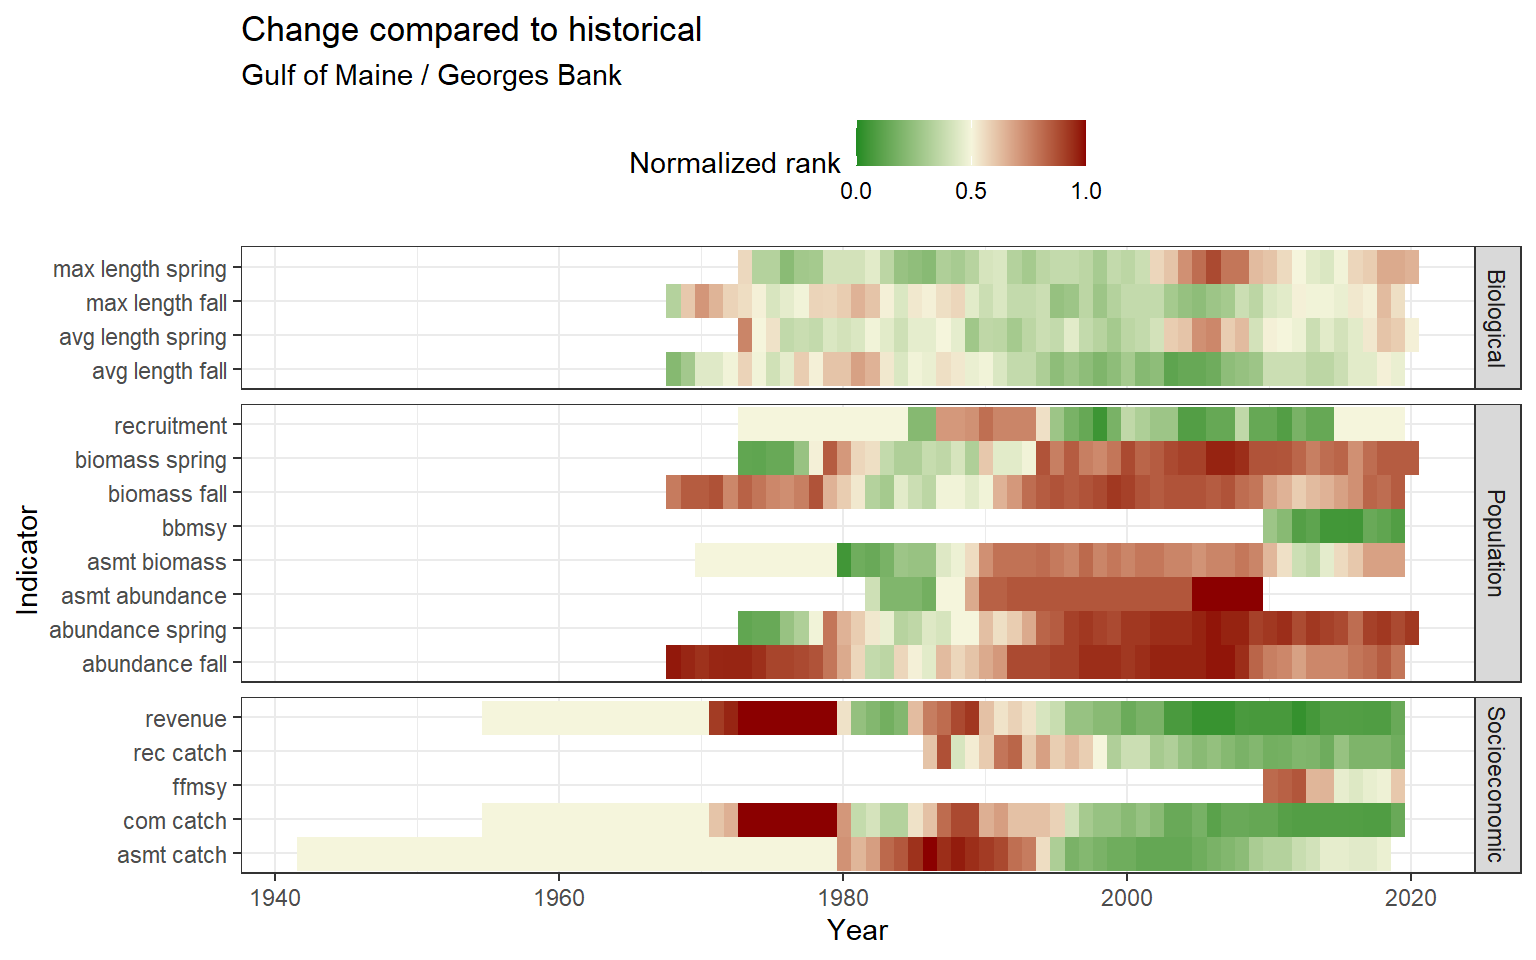 Change compared to historical
Gulf of Maine / Georges Bank
Normalized rank
0.0 0.5 1.0
max length spring
max length fall
avg length spring
avg length fall
Biological
recruitment
biomass spring
biomass fall
bbmsy
asmt biomass
asmt abundance
abundance spring
abundance fall
Population
revenue
rec catch
ffmsy
com catch
asmt catch
Socioeconomic
Indicator
1940 1960 1980 2000 2020
Year